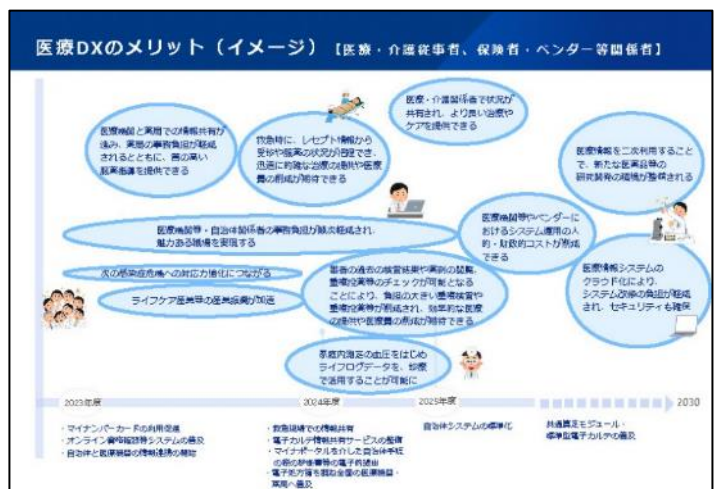 医療DXのメリット（イメージ）【医療・介護従事者、保険者・ベンダー等関係者】
医療機関と薬局での情報共有が
進み、薬局の事務負担が軽減
されるとともに、質の高い
服薬指導を提供できる
救急時に、レセプト情報から
受診や服薬の状況が把握でき、
迅速に的確な治療の提供や医療
費の削減が期待できる
医療・介護関係者で状況が
共有され、より良い治療や
ケアを提供できる
医療情報を二次利用すること
で、新たな医薬品等の
研究開発の環境が整備される
医療機関等・自治体関係者の事務負担が順次軽減され、
魅力ある職場を実現する
医療機関等やベンダーに
おけるシステム運用の人
的・財政的コストが削減
できる
次の感染症危機への対応力強化につながる
ライフケア産業等の産業振興が加速
患者の過去の検査結果や薬剤の閲覧、
重複投薬等のチェックが可能となる
ことにより、負担の大きい重複検査や
重複投薬等が削減され、効率的な医療
の提供や医療費の削減が期待できる
医療情報システムの
クラウド化により、
システム改修の負担が軽減
され、セキュリティも確保
家庭内測定の血圧をはじめ
ライフログデータを、診療
で活用することが可能に
2023年度
2024年度
2025年度
2030
・マイナンバーカードの利用促進
・オンライン資格確認等システムの普及
・自治体と医療機関の情報連携の開始
・救急現場での情報共有
・電子カルテ情報共有サービスの整備
・マイナポータルを介した自治体手続
の際の診断書等の電子的提出
・電子処方箋を概ね全国の医療機関・
薬局へ普及
自治体システムの標準化
共通算定モジュール・
標準型電子カルテの普及